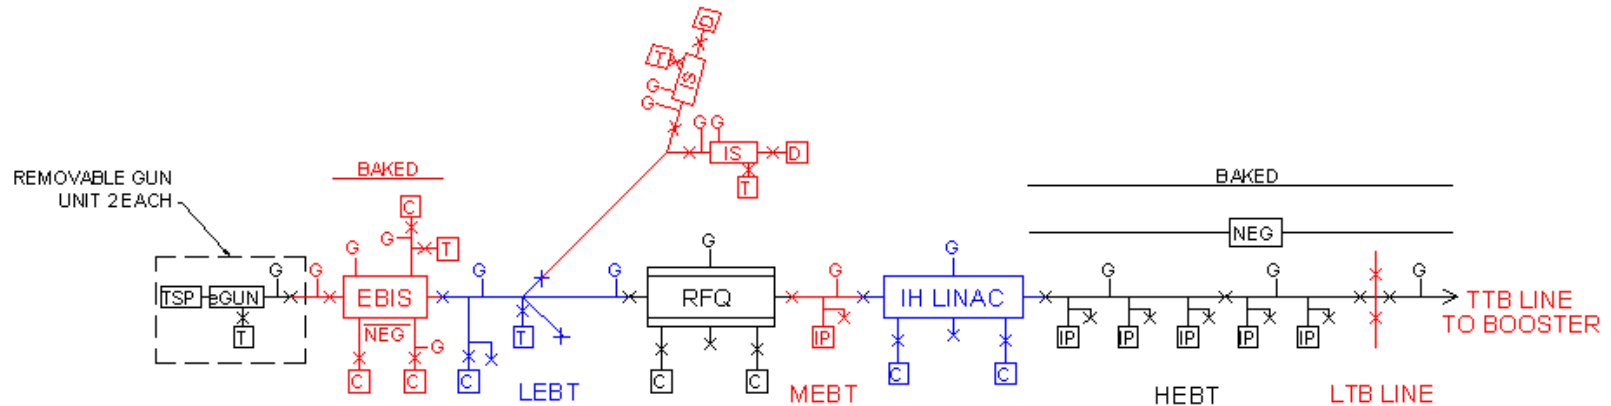 D
T
IS
G
G
G G
IS
D
T
BAKED
BAKED
REMOVABLE GUN
UNIT 2 EACH
C
G
T
NEG
G
G
G
G
G
G
G
G
G
G
G
TSP
eGUN
EBIS
RFQ
IH LINAC
TTB LINE
TO BOOSTER
T
NEG
G
T
IP
IP
IP
IP
IP
IP
C
C
C
C
C
C
C
LEBT
MEBT
HEBT
LTB LINE